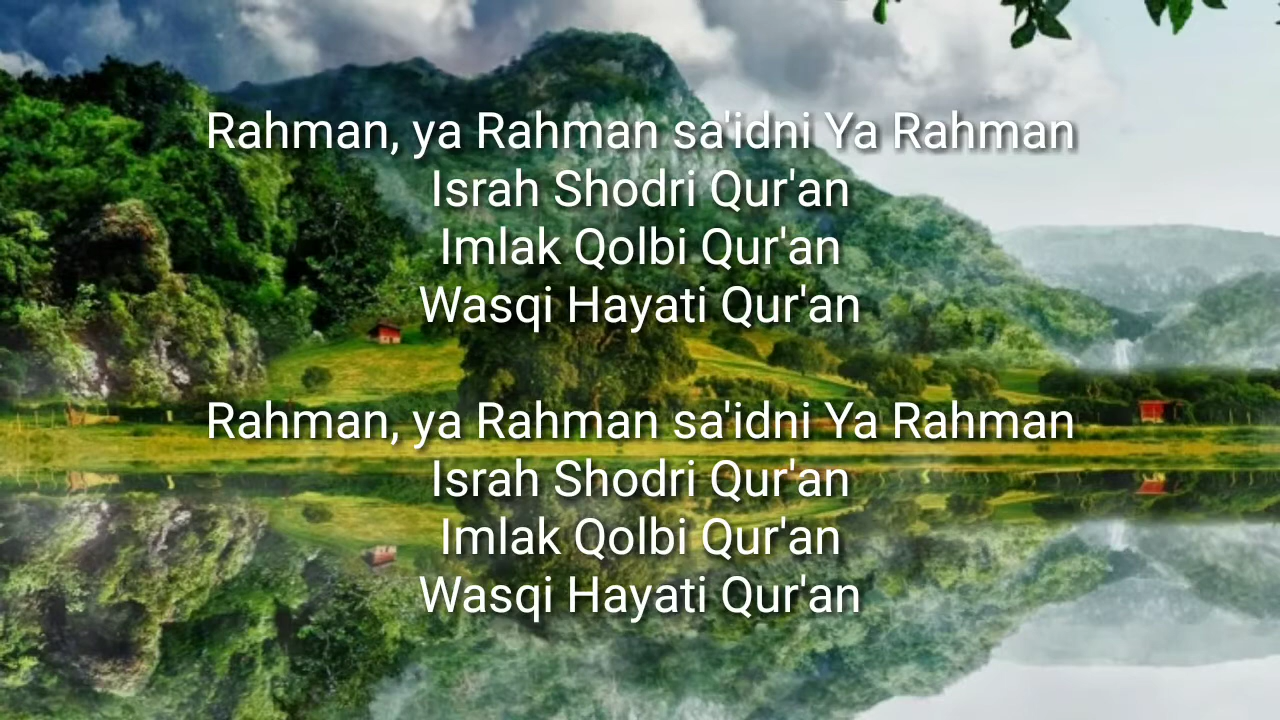 Rahman, ya Rahman sa'idni Ya Rahman
Israh Shodri Qur'an
Imlak Qolbi Qur'an
Wasqi Hayati Qur'an
Rahman, ya Rahman sa'idni Ya Rahman
Israh Shodri Qur'an
Imlak Qolbi Qur'an
Wasqi Hayati Qur'an